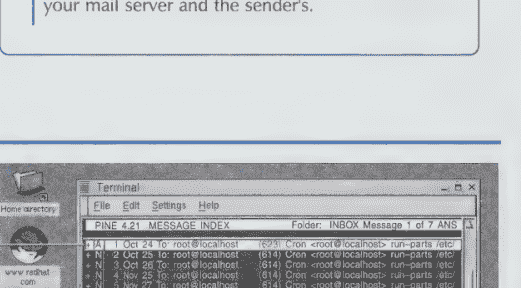 your mail server and the sender's.
Terminal
Home directory
File Edit Settings Help
PINE 4.21 MESSAGE INDEX Folder: INBOX Message 1 of 7 ANS
+ A 1 Oct 24 To: root@localhost (623) Cron <root@localhost> run-parts /etc/
+ N 2 Oct 25 To: root@localhost (614) Cron <root@localhost> run-parts /etc/
+ N 3 Oct 26 To: root@localhost (614) Cron <root@localhost> run-parts /etc/
+ N 4 Nov 25 To: root@localhost (614) Cron <root@localhost> run-parts /etc/
+ N 5 Nov 27 To: root@localhost (614) Cron <root@localhost> run-parts /etc/
www.redhat
com